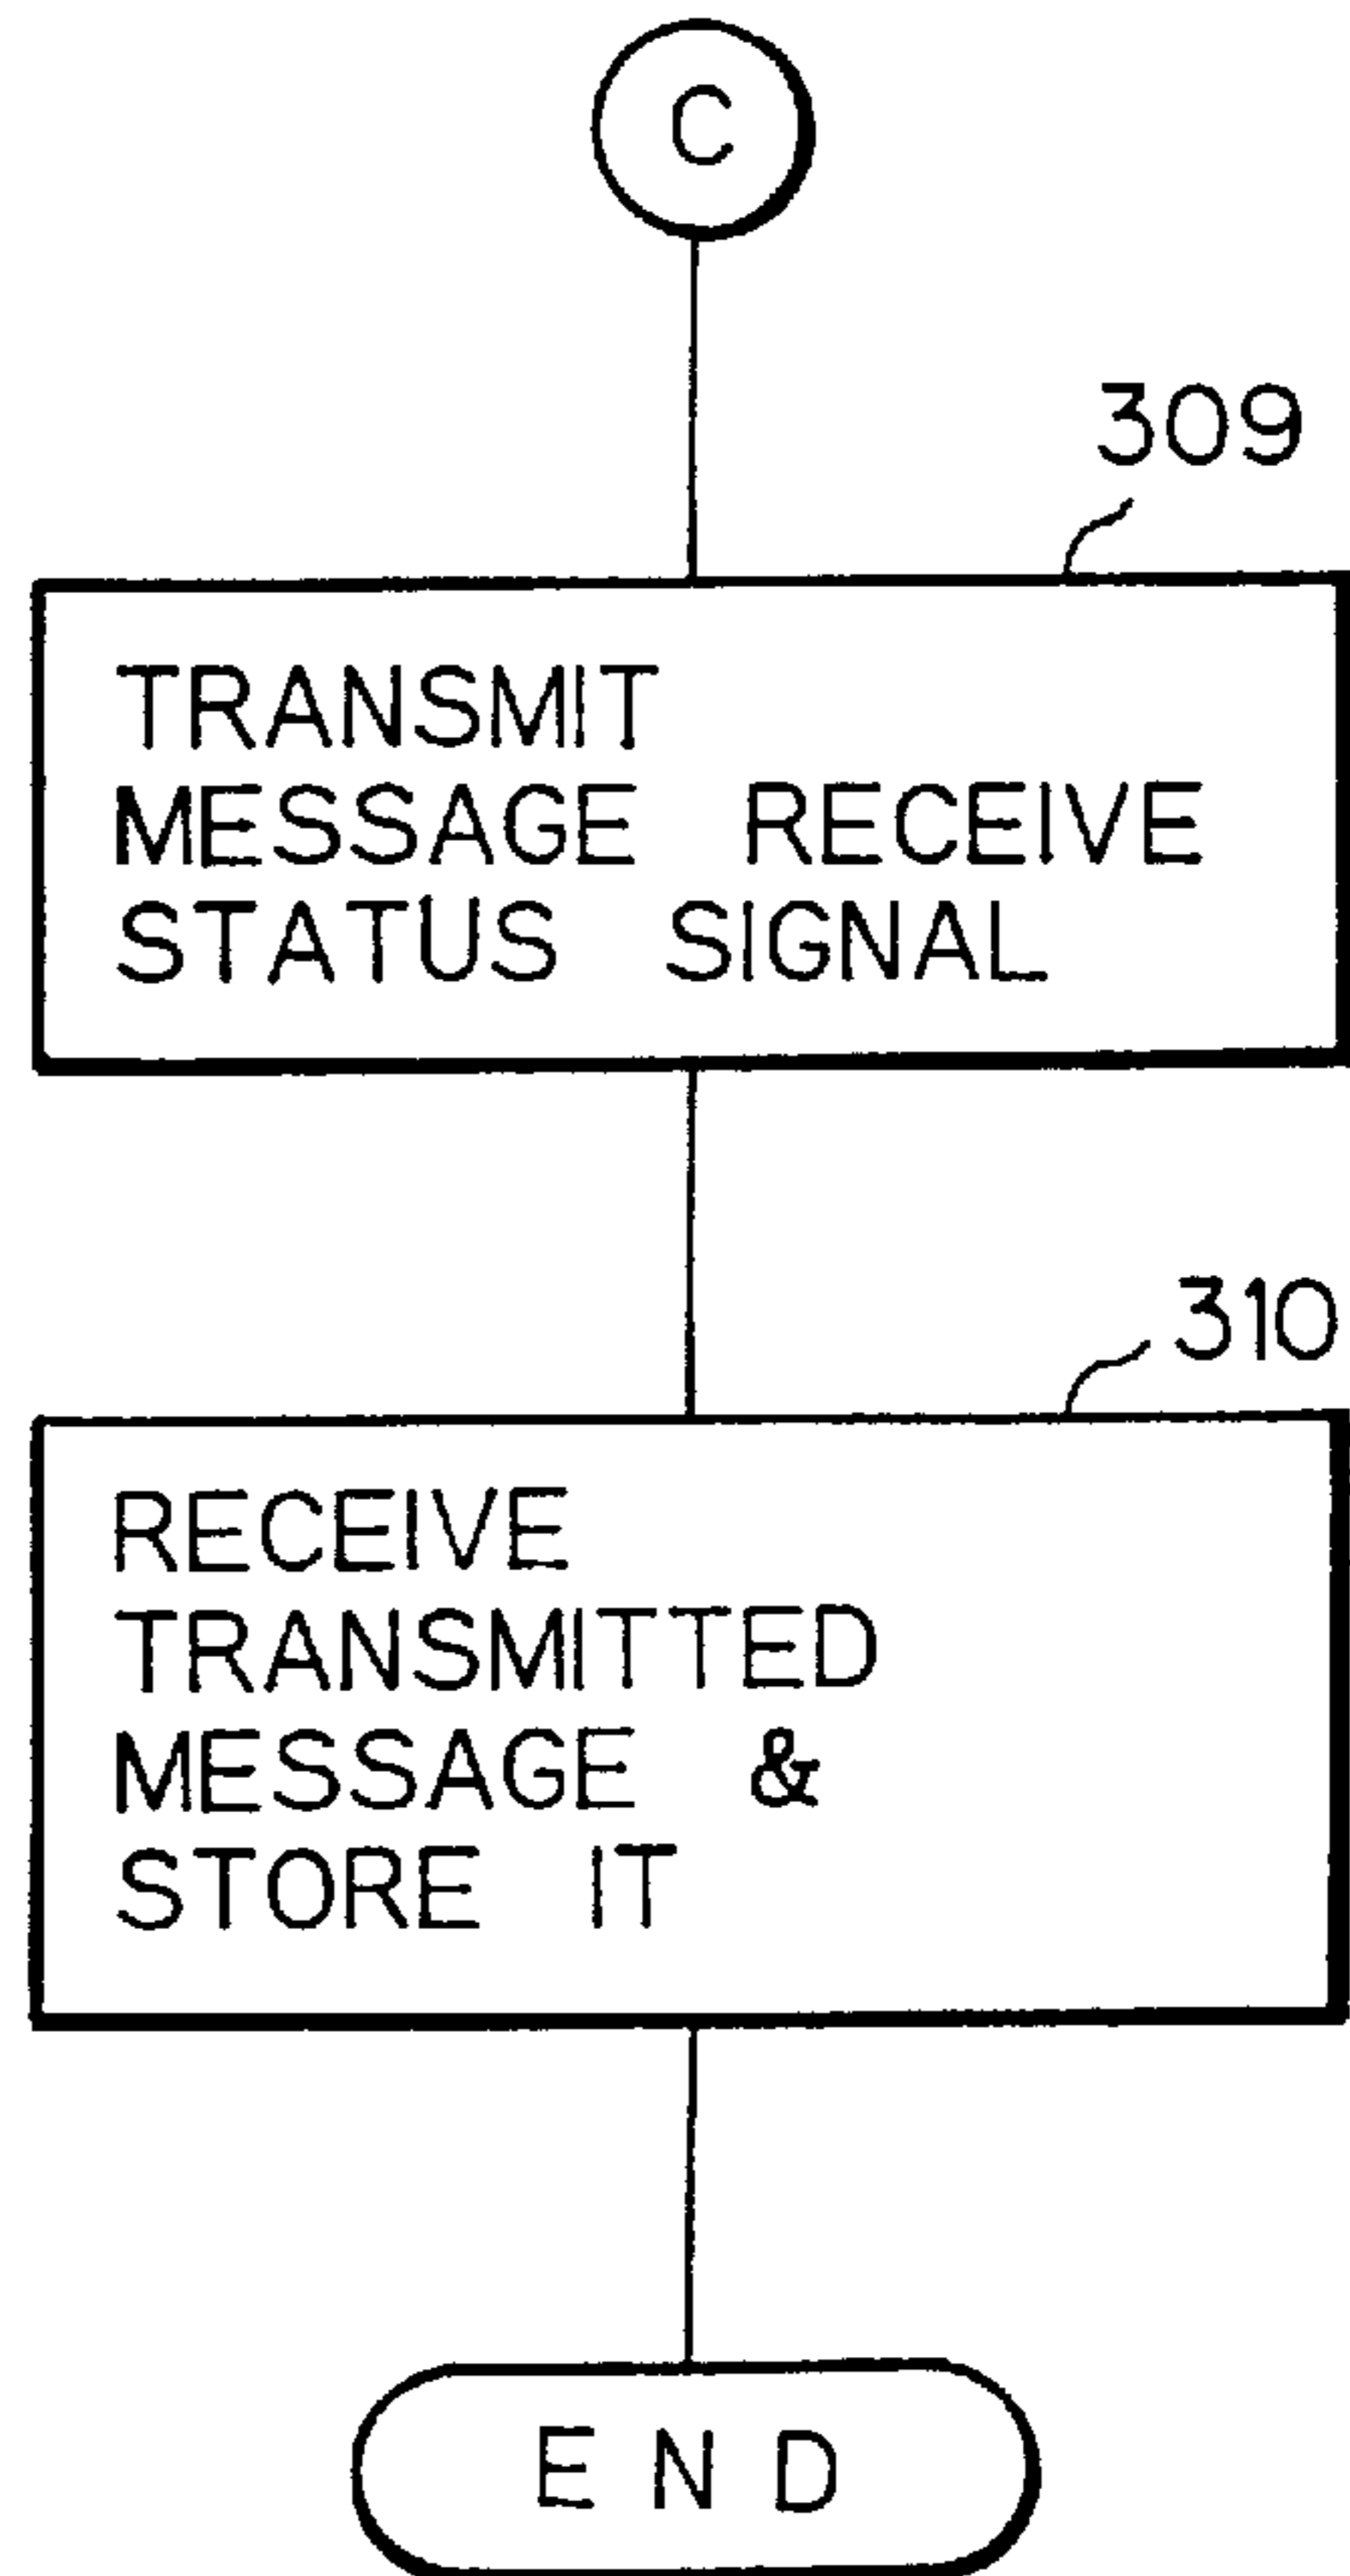 C
309
TRANSMIT
MESSAGE RECEIVE
STATUS SIGNAL
310
RECEIVE
TRANSMITTED
MESSAGE &
STORE IT
END